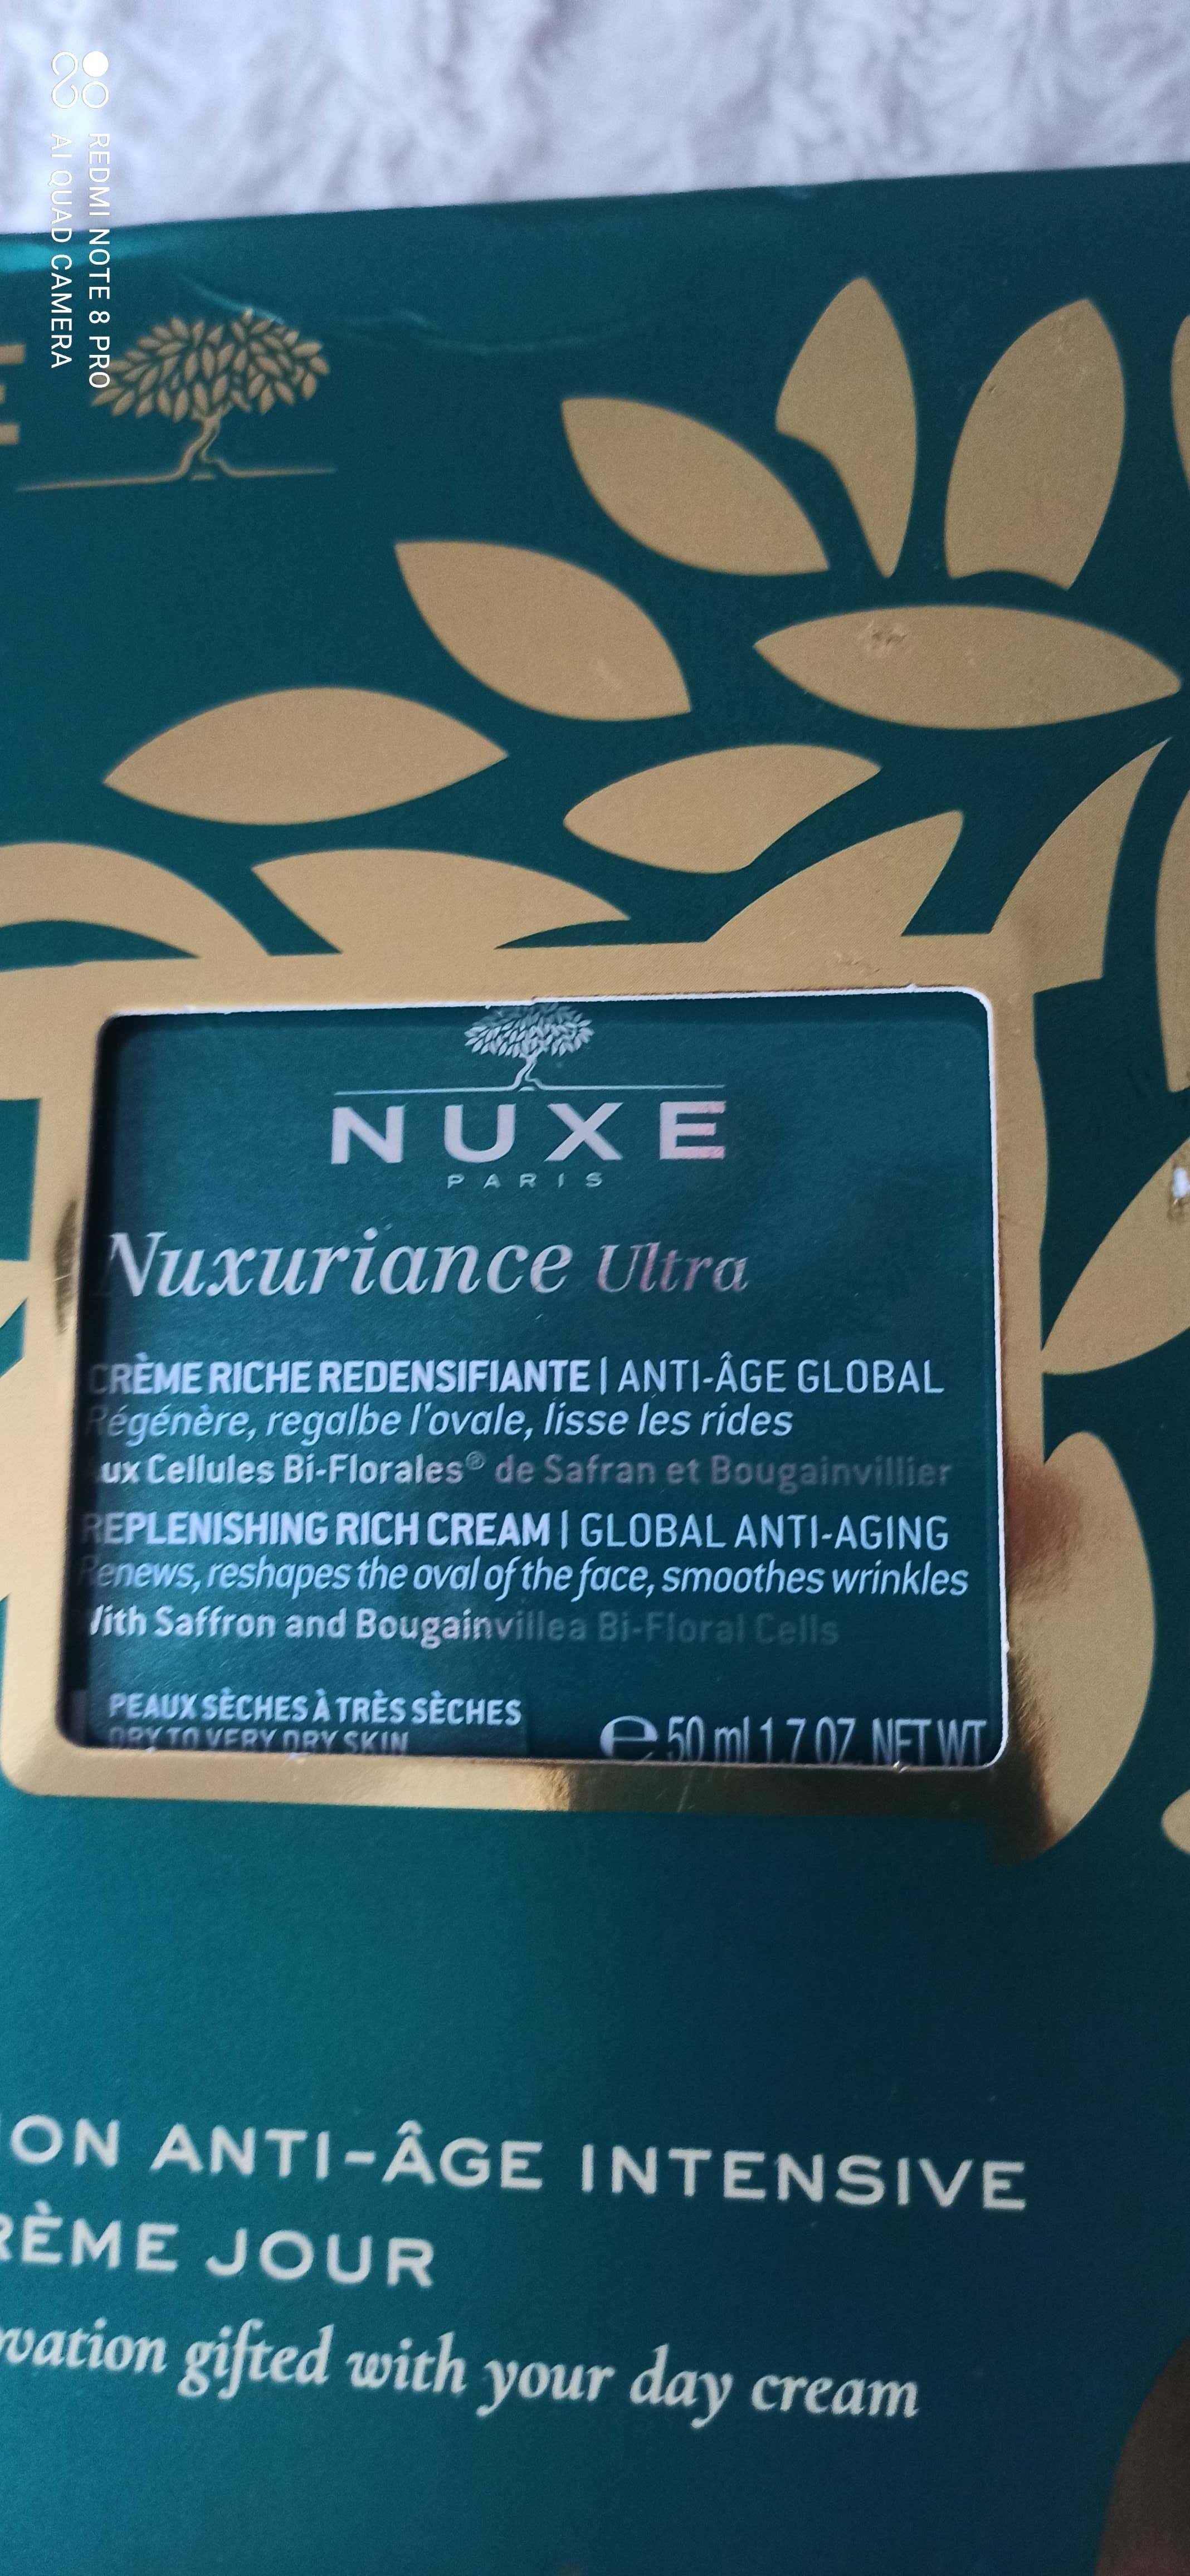 REDMI NOTE 8 PRO
AI QUAD CAMERA
E
NUXE
PARIS
Nuxuriance Ultra
CRÈME RICHE REDENSIFIANTE | ANTI-ÂGE GLOBAL
Régénère, regalbe l'ovale, lisse les rides
ux Cellules Bi-Florales® de Safran et Bougainvillier
REPLENISHING RICH CREAM | GLOBAL ANTI-AGING
Renews, reshapes the oval of the face, smoothes wrinkles
With Saffron and Bougainvillea Bi-Floral Cells
PEAUX SÈCHES À TRÈS SÈCHES
DRY TO VERY DRY SKIN
℮ 50 ml 1.7 OZ. NET WT
ON ANTI-ÂGE INTENSIVE
RÈME JOUR
vation gifted with your day cream